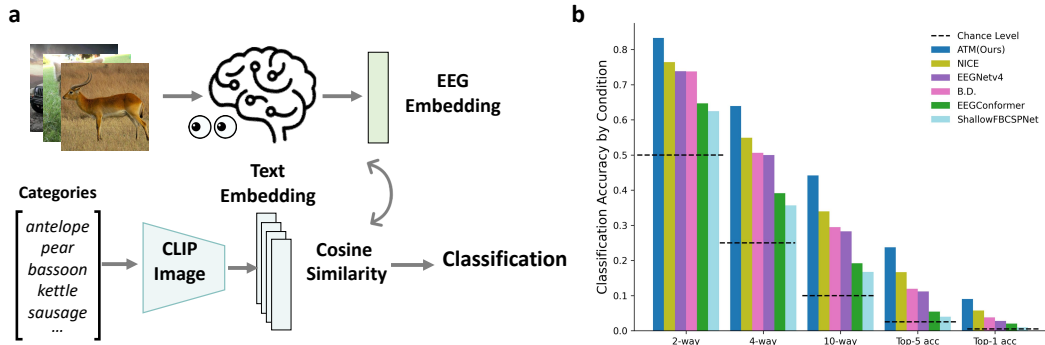 a
EEG
Embedding
Text
Embedding
Categories
antelope
pear
bassoon
kettle
sausage
...
CLIP
Image
Cosine
Similarity
Classification
b
Classification Accuracy by Condition
0.8
0.7
0.6
0.5
0.4
0.3
0.2
0.1
0.0
Chance Level
ATM(Ours)
NICE
EEGNetv4
B.D.
EEGConformer
ShallowFBCSPNet
2-way
4-way
10-way
Top-5 acc
Top-1 acc